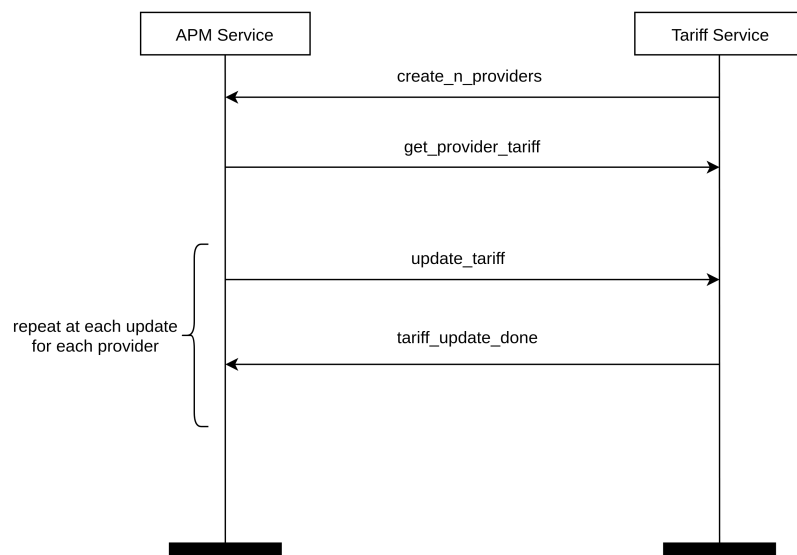 APM Service
Tariff Service
create_n_providers
get_provider_tariff
update_tariff
repeat at each update
for each provider
tariff_update_done